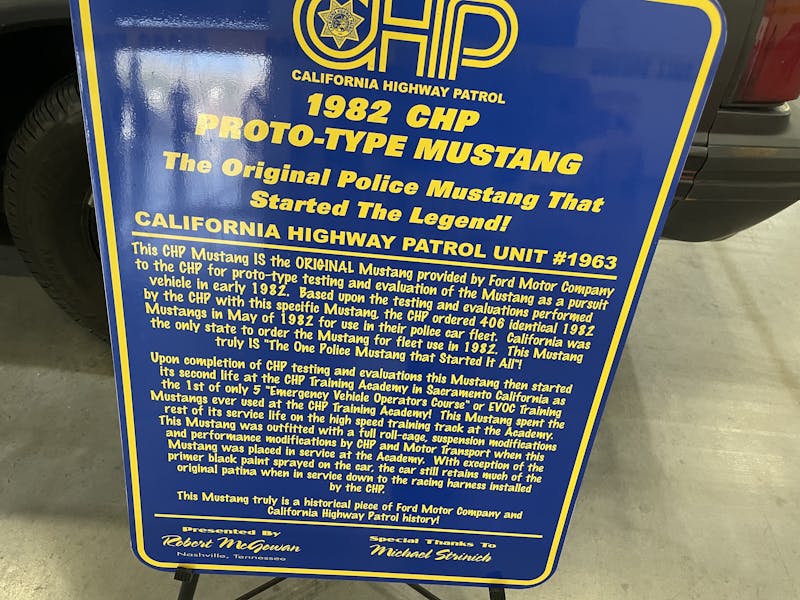 CHP
CALIFORNIA HIGHWAY PATROL
1982 CHP
PROTO-TYPE MUSTANG
The Original Police Mustang That
Started The Legend!
CALIFORNIA HIGHWAY PATROL UNIT #1963
This CHP Mustang IS the ORIGINAL Mustang provided by Ford Motor Company
to the CHP for proto-type testing and evaluation of the Mustang as a pursuit
vehicle in early 1982. Based upon the testing and evaluations performed
by the CHP with this specific Mustang, the CHP ordered 406 identical 1982
Mustangs in May of 1982 for use in their police car fleet. California was
the only state to order the Mustang for fleet use in 1982. This Mustang
truly IS "The One Police Mustang that Started It All"!
Upon completion of CHP testing and evaluations this Mustang then started
its second life at the CHP Training Academy in Sacramento California as
the 1st of only 5 "Emergency Vehicle Operators Course" or EVOC Training
Mustangs ever used at the CHP Training Academy! This Mustang spent the
rest of its service life on the high speed training track at the Academy.
This Mustang was outfitted with a full roll-cage, suspension modifications
and performance modifications by CHP and Motor Transport when this
Mustang was placed in service at the Academy. With exception of the
primer black paint sprayed on the car, the car still retains much of the
original patina when in service down to the racing harness installed
by the CHP.
This Mustang truly is a historical piece of Ford Motor Company and
California Highway Patrol history!
Presented By
Robert McGowan
Nashville, Tennessee
Special Thanks To
Michael Strinich